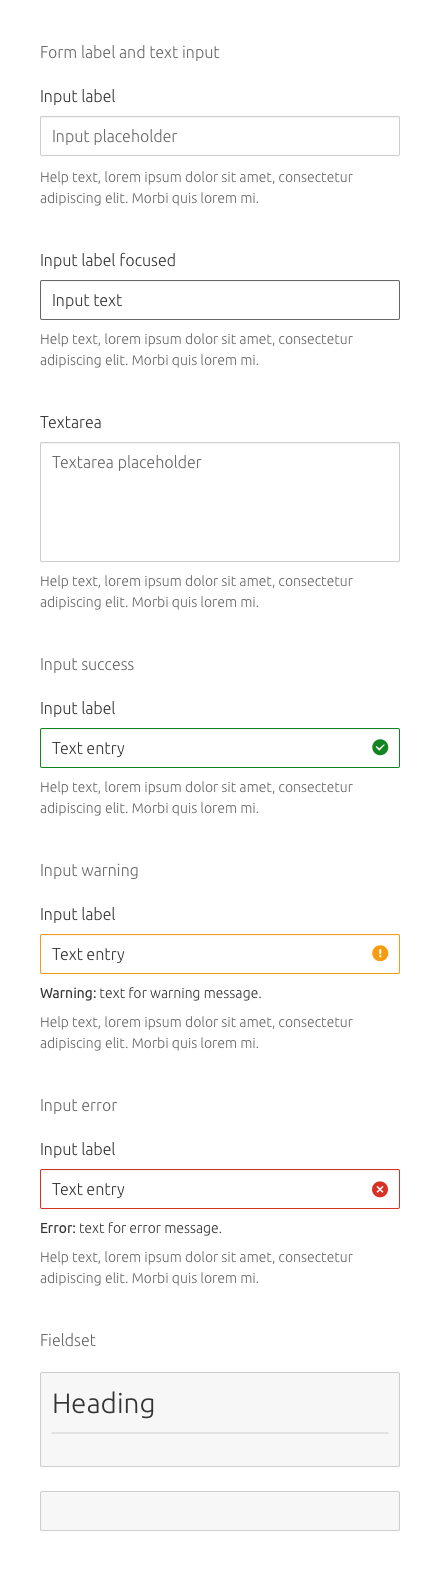 Form label and text input
Input label
Input placeholder
Help text, lorem ipsum dolor sit amet, consectetur
adipiscing elit. Morbi quis lorem mi.
Input label focused
Input text
Help text, lorem ipsum dolor sit amet, consectetur
adipiscing elit. Morbi quis lorem mi.
Textarea
Textarea placeholder
Help text, lorem ipsum dolor sit amet, consectetur
adipiscing elit. Morbi quis lorem mi.
Input success
Input label
Text entry
Help text, lorem ipsum dolor sit amet, consectetur
adipiscing elit. Morbi quis lorem mi.
Input warning
Input label
Text entry
Warning: text for warning message.
Help text, lorem ipsum dolor sit amet, consectetur
adipiscing elit. Morbi quis lorem mi.
Input error
Input label
Text entry
Error: text for error message.
Help text, lorem ipsum dolor sit amet, consectetur
adipiscing elit. Morbi quis lorem mi.
Fieldset
Heading